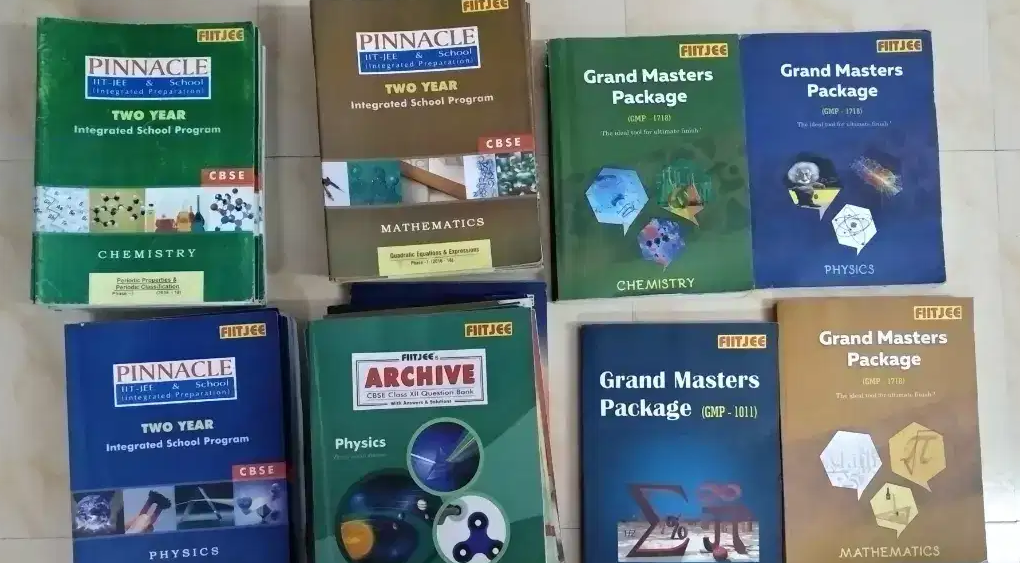 FIITJEE
PINNACLE
IIT-JEE & School
(Integrated Preparation)
TWO YEAR
Integrated School Program
CBSE
CHEMISTRY
Periodic Properties &
Periodic Classification
Phase - I
FIITJEE
PINNACLE
IIT-JEE & School
(Integrated Preparation)
TWO YEAR
Integrated School Program
CBSE
MATHEMATICS
Quadratic Equations & Expressions
FIITJEE
Grand Masters
Package
(GMP - 1718)
The ideal tool for ultimate finish!
CHEMISTRY
FIITJEE
Grand Masters
Package
(GMP - 1718)
The ideal tool for ultimate finish!
PHYSICS
FIITJEE
PINNACLE
IIT-JEE & School
(Integrated Preparation)
TWO YEAR
Integrated School Program
CBSE
PHYSICS
FIITJEE
FIITJEE's
ARCHIVE
CBSE Class XII Question Bank
With Answers & Solutions
Physics
FIITJEE
Grand Masters
Package (GMP - 1011)
Σ % π
FIITJEE
Grand Masters
Package
(GMP - 1718)
The ideal tool for ultimate finish!
MATHEMATICS